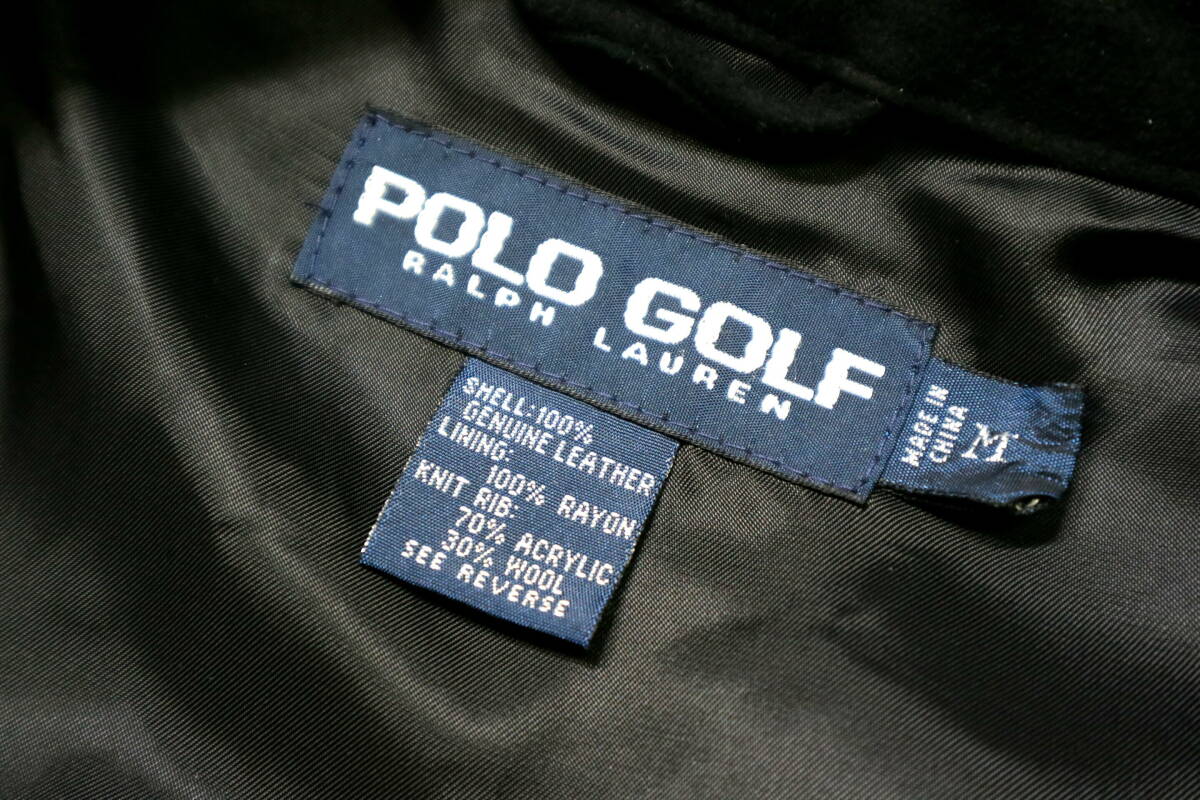 POLO GOLF
RALPH LAUREN
MADE IN
CHINA
M
SHELL:100%
GENUINE LEATHER
LINING:
100% RAYON
KNIT RIB:
70% ACRYLIC
30% WOOL
SEE REVERSE